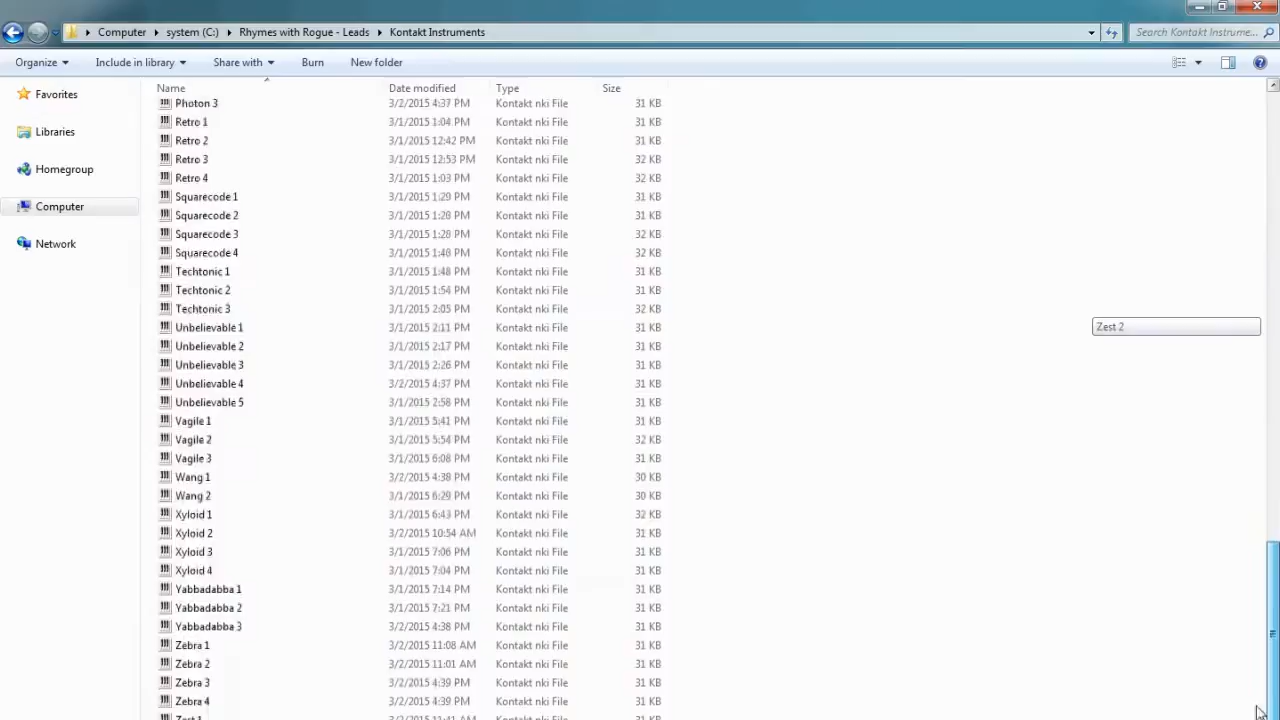 Computer system (C:) Rhymes with Rogue - Leads Kontakt Instruments Search Kontakt Instrume...
Organize Include in library Share with Burn New folder
Name Date modified Type Size
Favorites
Libraries
Homegroup
Computer
Network
Photon 3 3/2/2015 4:37 PM Kontakt nki File 31 KB
Retro 1 3/1/2015 1:04 PM Kontakt nki File 31 KB
Retro 2 3/1/2015 12:42 PM Kontakt nki File 31 KB
Retro 3 3/1/2015 12:53 PM Kontakt nki File 32 KB
Retro 4 3/1/2015 1:03 PM Kontakt nki File 32 KB
Squarecode 1 3/1/2015 1:29 PM Kontakt nki File 31 KB
Squarecode 2 3/1/2015 1:28 PM Kontakt nki File 31 KB
Squarecode 3 3/1/2015 1:28 PM Kontakt nki File 32 KB
Squarecode 4 3/1/2015 1:40 PM Kontakt nki File 32 KB
Techtonic 1 3/1/2015 1:48 PM Kontakt nki File 31 KB
Techtonic 2 3/1/2015 1:54 PM Kontakt nki File 31 KB
Techtonic 3 3/1/2015 2:05 PM Kontakt nki File 32 KB
Unbelievable 1 3/1/2015 2:11 PM Kontakt nki File 31 KB
Unbelievable 2 3/1/2015 2:17 PM Kontakt nki File 31 KB
Unbelievable 3 3/1/2015 2:26 PM Kontakt nki File 31 KB
Unbelievable 4 3/2/2015 4:37 PM Kontakt nki File 31 KB
Unbelievable 5 3/1/2015 2:58 PM Kontakt nki File 31 KB
Vagile 1 3/1/2015 5:41 PM Kontakt nki File 31 KB
Vagile 2 3/1/2015 5:54 PM Kontakt nki File 32 KB
Vagile 3 3/1/2015 6:08 PM Kontakt nki File 31 KB
Wang 1 3/2/2015 4:38 PM Kontakt nki File 30 KB
Wang 2 3/1/2015 6:29 PM Kontakt nki File 30 KB
Xyloid 1 3/1/2015 6:43 PM Kontakt nki File 32 KB
Xyloid 2 3/2/2015 10:54 AM Kontakt nki File 31 KB
Xyloid 3 3/1/2015 7:06 PM Kontakt nki File 31 KB
Xyloid 4 3/1/2015 7:04 PM Kontakt nki File 31 KB
Yabbadabba 1 3/1/2015 7:14 PM Kontakt nki File 31 KB
Yabbadabba 2 3/1/2015 7:21 PM Kontakt nki File 31 KB
Yabbadabba 3 3/2/2015 4:38 PM Kontakt nki File 31 KB
Zebra 1 3/2/2015 11:08 AM Kontakt nki File 31 KB
Zebra 2 3/2/2015 11:01 AM Kontakt nki File 31 KB
Zebra 3 3/2/2015 4:39 PM Kontakt nki File 31 KB
Zebra 4 3/2/2015 4:39 PM Kontakt nki File 31 KB
Zest 1 3/2/2015 11:41 AM Kontakt nki File 31 KB
Zest 2